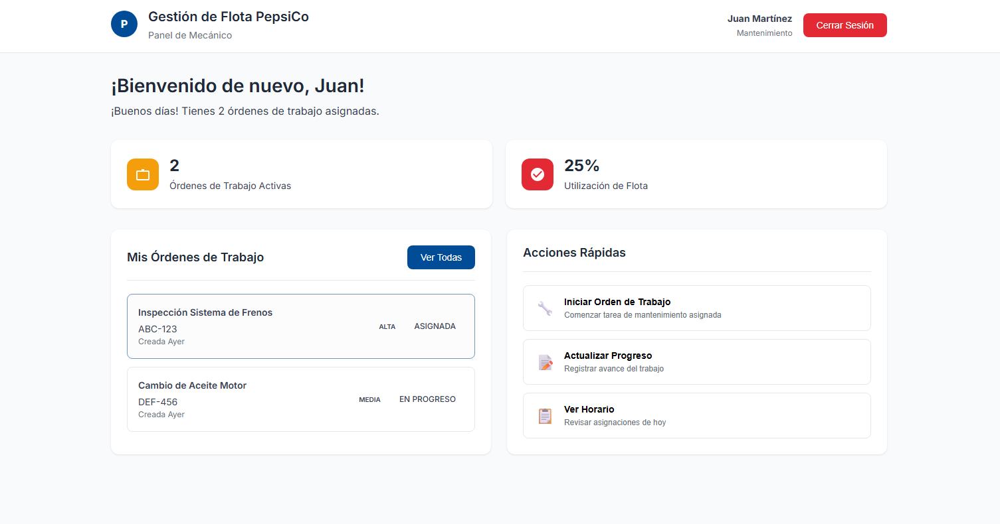 P
Gestión de Flota PepsiCo
Panel de Mecánico
Juan Martínez
Mantenimiento
Cerrar Sesión
¡Bienvenido de nuevo, Juan!
¡Buenos días! Tienes 2 órdenes de trabajo asignadas.
2
Órdenes de Trabajo Activas
25%
Utilización de Flota
Mis Órdenes de Trabajo
Ver Todas
Inspección Sistema de Frenos
ABC-123
Creada Ayer
ALTA
ASIGNADA
Cambio de Aceite Motor
DEF-456
Creada Ayer
MEDIA
EN PROGRESO
Acciones Rápidas
Iniciar Orden de Trabajo
Comenzar tarea de mantenimiento asignada
Actualizar Progreso
Registrar avance del trabajo
Ver Horario
Revisar asignaciones de hoy